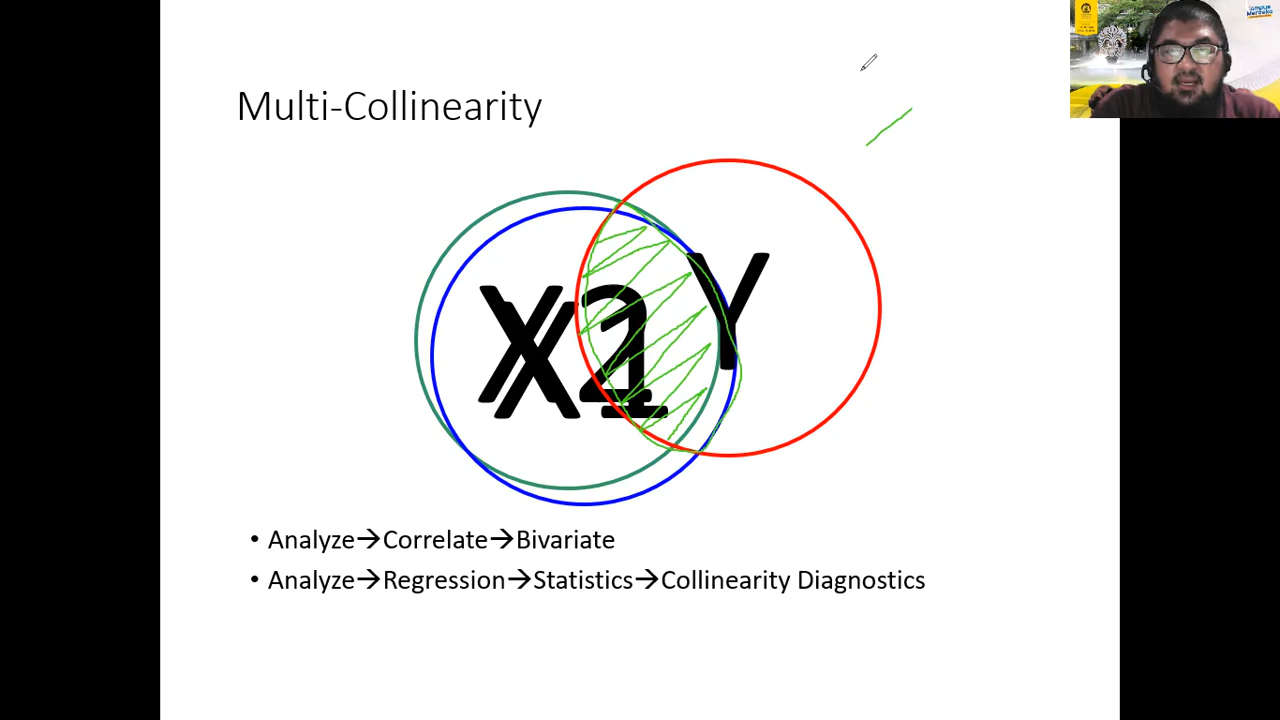 Multi-Collinearity
X2
X1
Y
• Analyze→Correlate→Bivariate
• Analyze→Regression→Statistics→Collinearity Diagnostics